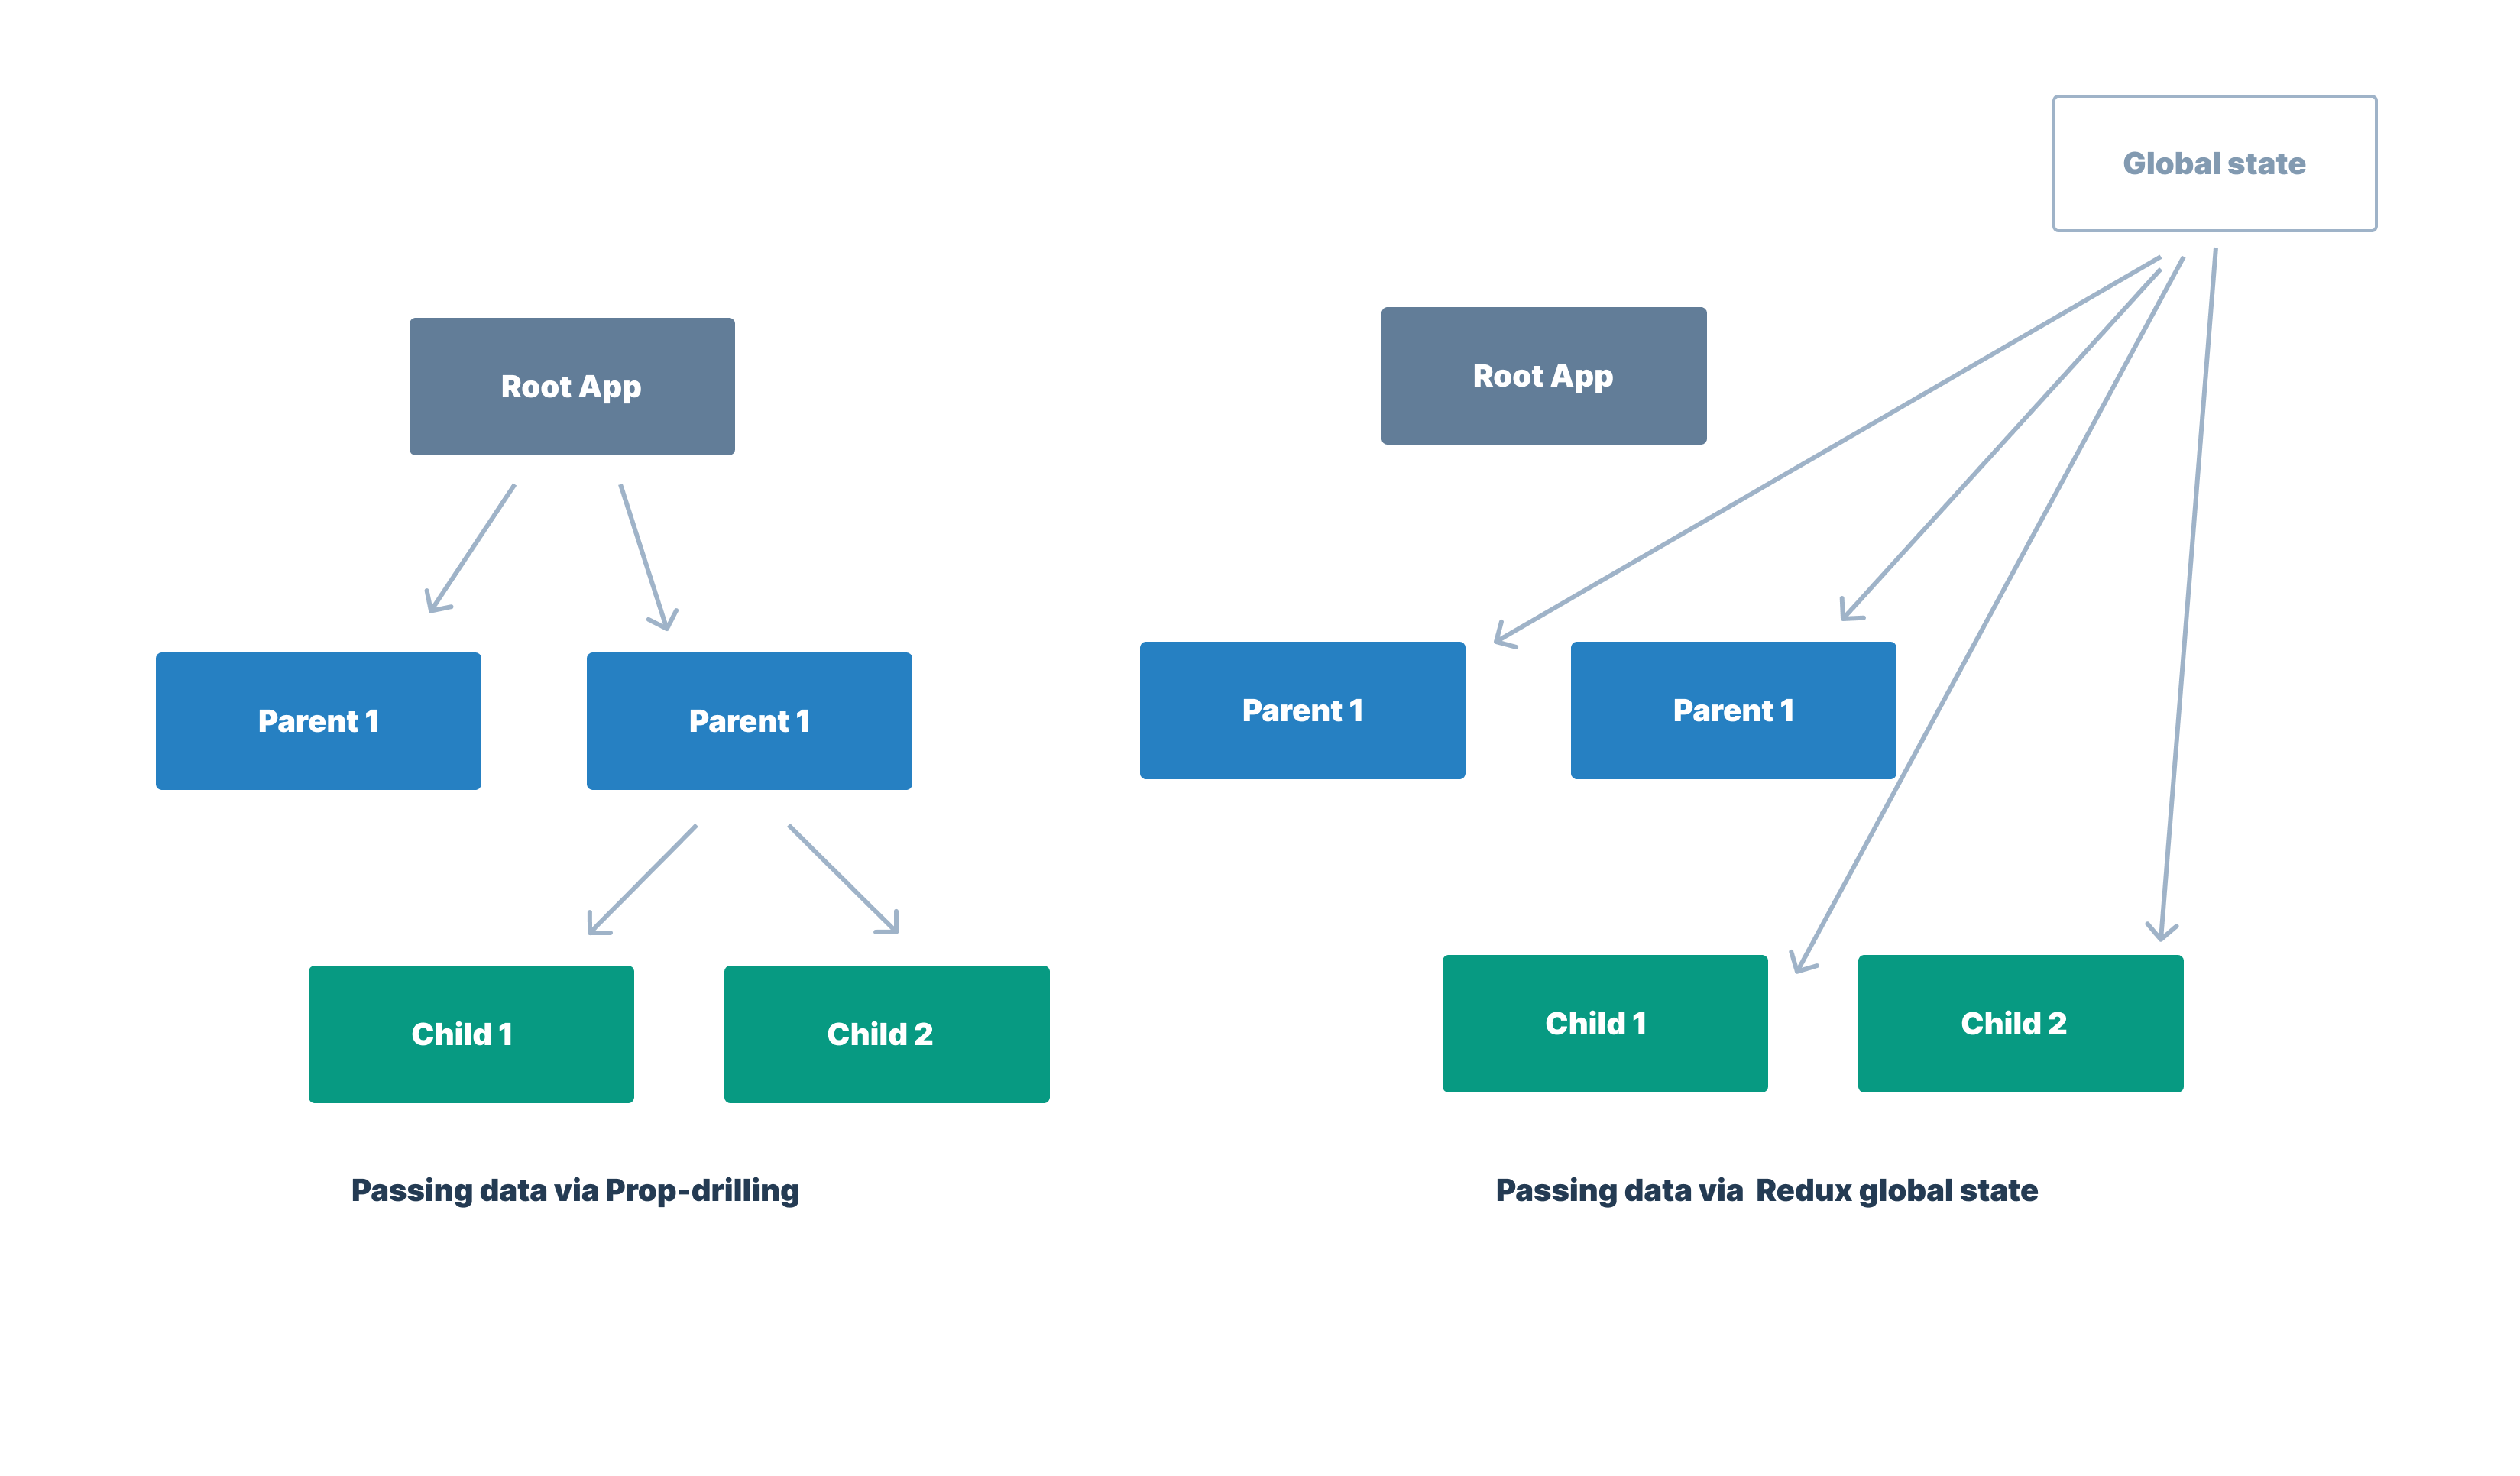 Global state
Root App
Root App
Parent 1
Parent 1
Parent 1
Parent 1
Child 1
Child 2
Child 1
Child 2
Passing data via Prop-drilling
Passing data via  Redux global state